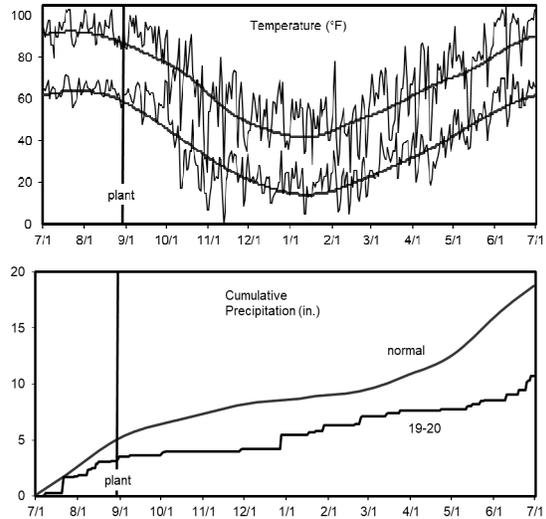 Temperature (°F)
100
80
60
40
20
0
plant
7/1 8/1 9/1 10/1 11/1 12/1 1/1 2/1 3/1 4/1 5/1 6/1 7/1
20
15
10
5
0
Cumulative
Precipitation (in.)
normal
19-20
plant
7/1 8/1 9/1 10/1 11/1 12/1 1/1 2/1 3/1 4/1 5/1 6/1 7/1